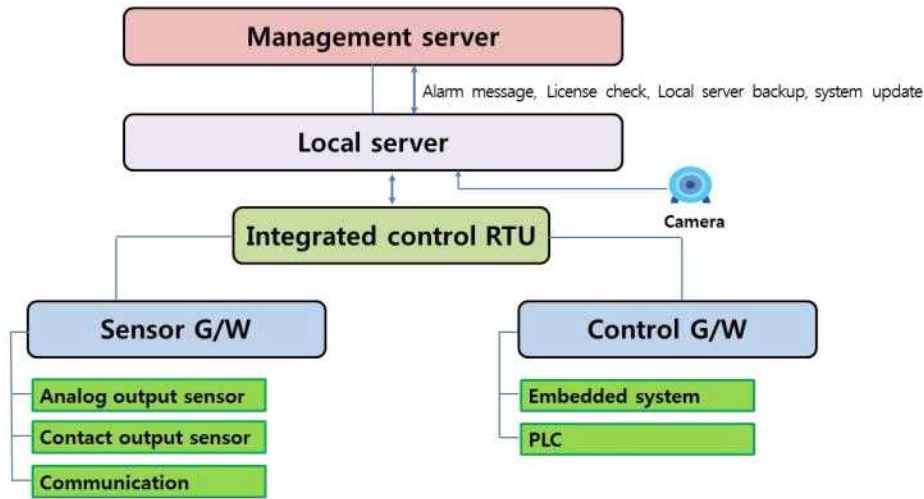 Management server
Alarm message, License check, Local server backup, system update
Local server
Camera
Integrated control RTU
Sensor G/W
Control G/W
Analog output sensor
Embedded system
Contact output sensor
PLC
Communication